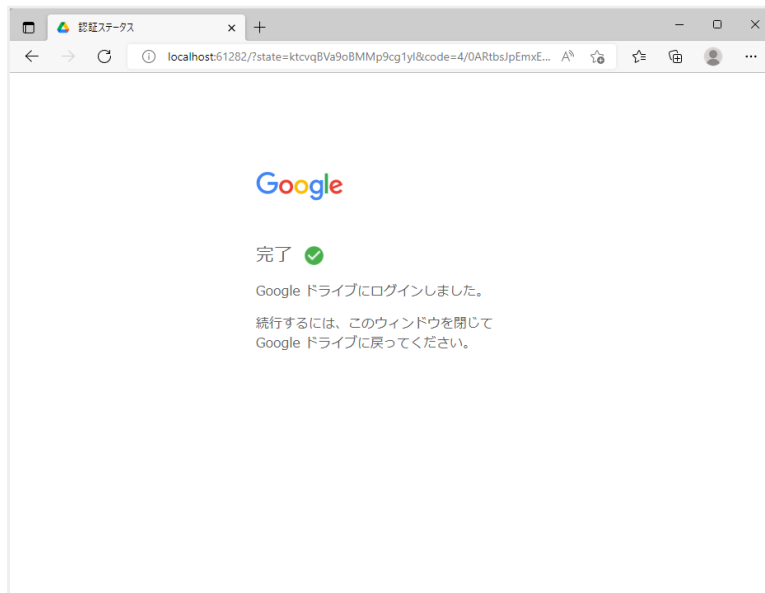 認証ステータス
localhost:61282/?state=ktcvqBVa9oBMMp9cg1yl&code=4/0ARtbsJpEmxE...
Google
完了
Google ドライブにログインしました。
続行するには、このウィンドウを閉じて
Google ドライブに戻ってください。